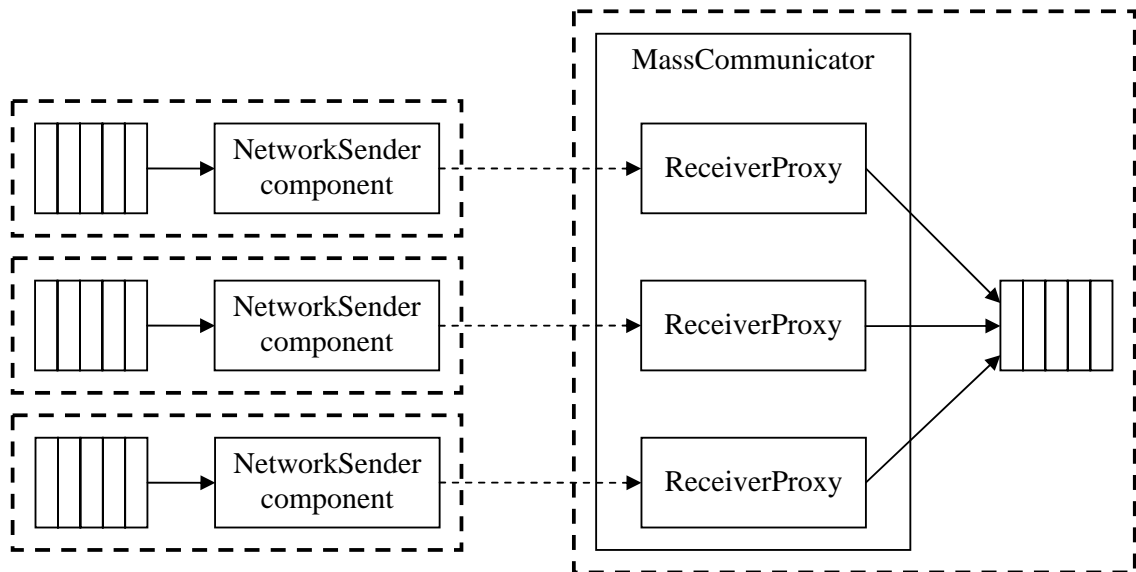 MassCommunicator
NetworkSender
component
ReceiverProxy
NetworkSender
component
ReceiverProxy
NetworkSender
component
ReceiverProxy